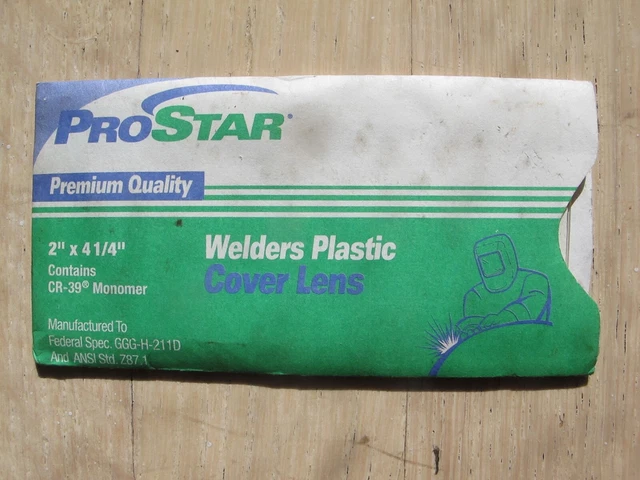 PROSTAR®
Premium Quality
2" x 4 1/4"
Contains
CR-39® Monomer
Welders Plastic
Cover Lens
Manufactured To
Federal Spec. GGG-H-211D
And ANSI Std. Z87.1